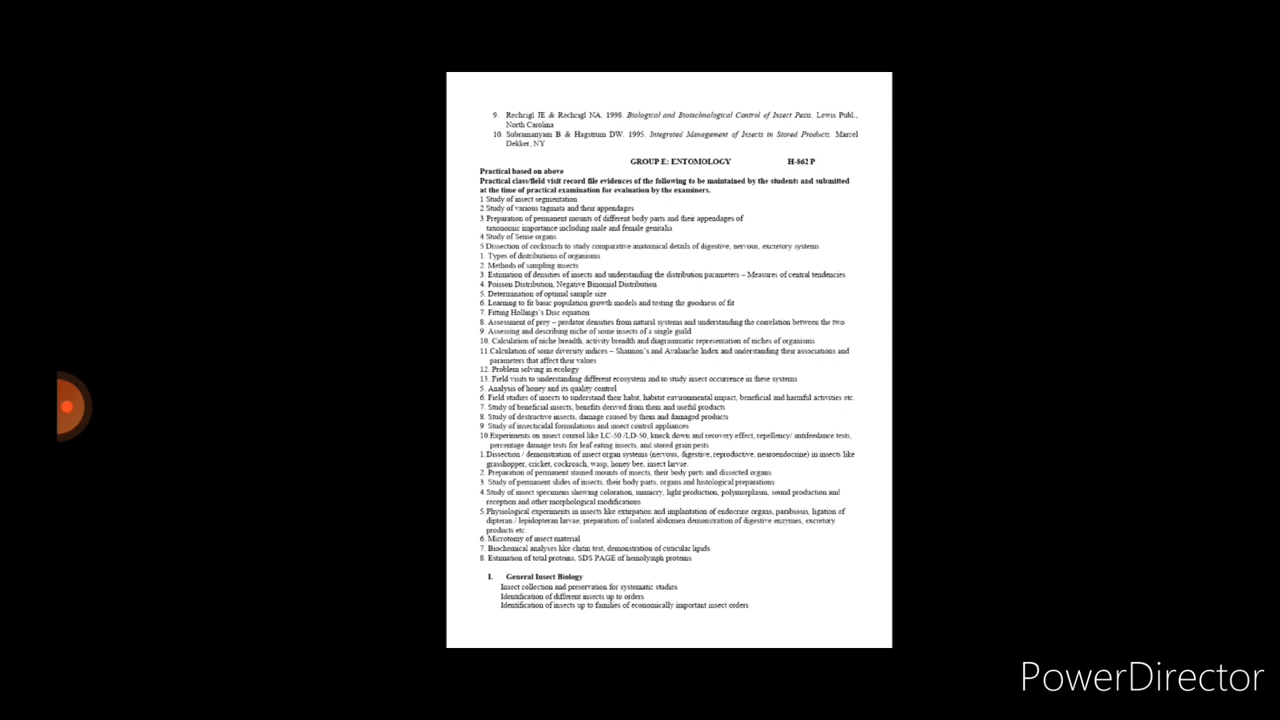 9. Rechcigl JE & Rechcigl NA. 1998. Biological and Biotechnological Control of Insect Pests. Lewis Publ.,
North Carolina
10. Subramanyam B & Hagstrum DW. 1995. Integrated Management of Insects in Stored Products. Marcel
Dekker, NY
GROUP E: ENTOMOLOGY H-862 P
Practical based on above
Practical class/field visit record file evidences of the following to be maintained by the students and submitted
at the time of practical examination for evaluation by the examiners.
1 Study of insect segmentation
2 Study of various tagmata and their appendages
3 Preparation of permanent mounts of different body parts and their appendages of
taxonomic importance including male and female genitalia
4 Study of Sense organs
5 Dissection of cockroach to study comparative anatomical details of digestive, nervous, excretory systems
1. Types of distributions of organisms
2. Methods of sampling insects
3. Estimation of densities of insects and understanding the distribution parameters – Measures of central tendencies
4. Poisson Distribution, Negative Binomial Distribution
5. Determination of optimal sample size
6. Learning to fit basic population growth models and testing the goodness of fit
7. Fitting Hollings's Disc equation
8. Assessment of prey – predator densities from natural systems and understanding the correlation between the two
9. Assessing and describing niche of some insects of a single guild
10. Calculation of niche breadth, activity breadth and diagrammatic representation of niches of organisms
11.Calculation of some diversity indices – Shannon's and Avalanche Index and understanding their associations and
parameters that affect their values
12. Problem solving in ecology
13. Field visits to understanding different ecosystem and to study insect occurrence in these systems
5. Analysis of honey and its quality control
6. Field studies of insects to understand their habit, habitat environmental impact, beneficial and harmful activities etc.
7. Study of beneficial insects, benefits derived from them and useful products
8. Study of destructive insects, damage caused by them and damaged products
9. Study of insecticidal formulations and insect control appliances
10.Experiments on insect control like LC-50 /LD-50, knock down and recovery effect, repellency/ antifeedance tests,
percentage damage tests for leaf eating insects, and stored grain pests
1.Dissection / demonstration of insect organ systems (nervous, digestive, reproductive, neuroendocrine) in insects like
grasshopper, cricket, cockroach, wasp, honey bee, insect larvae.
2. Preparation of permanent stained mounts of insects, their body parts and dissected organs
3. Study of permanent slides of insects, their body parts, organs and histological preparations
4.Study of insect specimens showing coloration, mimicry, light production, polymorphism, sound production and
reception and other morphological modifications
5.Physiological experiments in insects like extirpation and implantation of endocrine organs, parabiosis, ligation of
dipteran / lepidopteran larvae, preparation of isolated abdomen demonstration of digestive enzymes, excretory
products etc.
6. Microtomy of insect material
7. Biochemical analyses like chitin test, demonstration of cuticular lipids
8. Estimation of total proteins, SDS PAGE of hemolymph proteins
I. General Insect Biology
Insect collection and preservation for systematic studies
Identification of different insects up to orders
Identification of insects up to families of economically important insect orders
PowerDirector